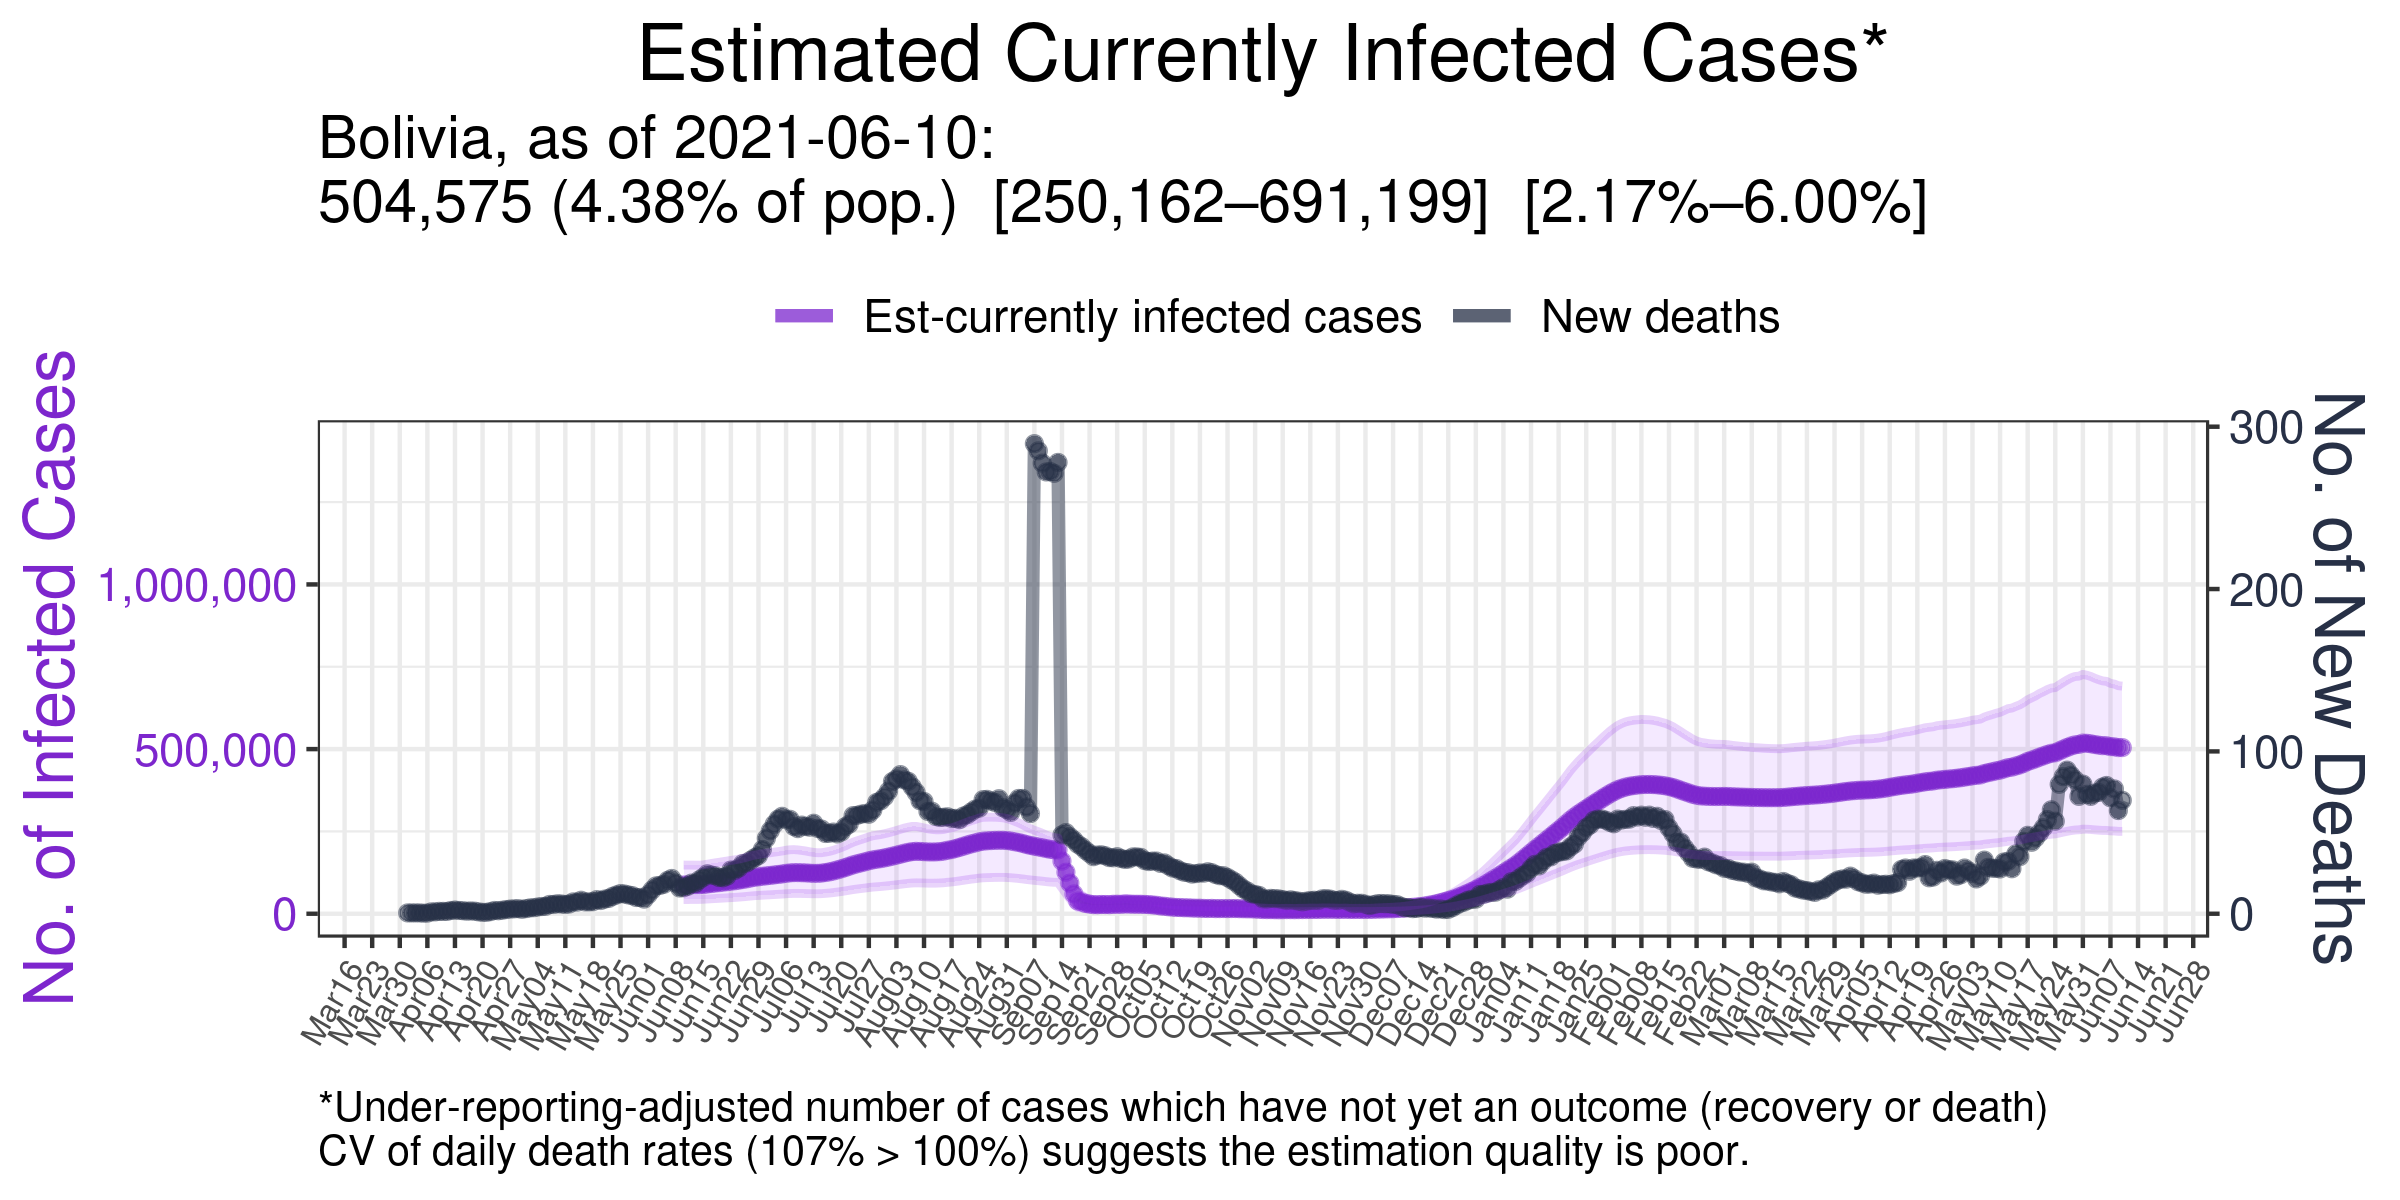 Estimated Currently Infected Cases*
Bolivia, as of 2021-06-10:
504,575 (4.38% of pop.) [250,162–691,199] [2.17%–6.00%]
Est-currently infected cases
New deaths
No. of Infected Cases
1,000,000
500,000
0
300
200
100
0
No. of New Deaths
Mar16
Mar23
Mar30
Apr06
Apr13
Apr20
Apr27
May04
May11
May18
May25
Jun01
Jun08
Jun15
Jun22
Jun29
Jul06
Jul13
Jul20
Jul27
Aug03
Aug10
Aug17
Aug24
Aug31
Sep07
Sep14
Sep21
Sep28
Oct05
Oct12
Oct19
Oct26
Nov02
Nov09
Nov16
Nov23
Nov30
Dec07
Dec14
Dec21
Dec28
Jan04
Jan11
Jan18
Jan25
Feb01
Feb08
Feb15
Feb22
Mar01
Mar08
Mar15
Mar22
Mar29
Apr05
Apr12
Apr19
Apr26
May03
May10
May17
May24
May31
Jun07
Jun14
Jun21
Jun28
*Under-reporting-adjusted number of cases which have not yet an outcome (recovery or death)
CV of daily death rates (107% > 100%) suggests the estimation quality is poor.